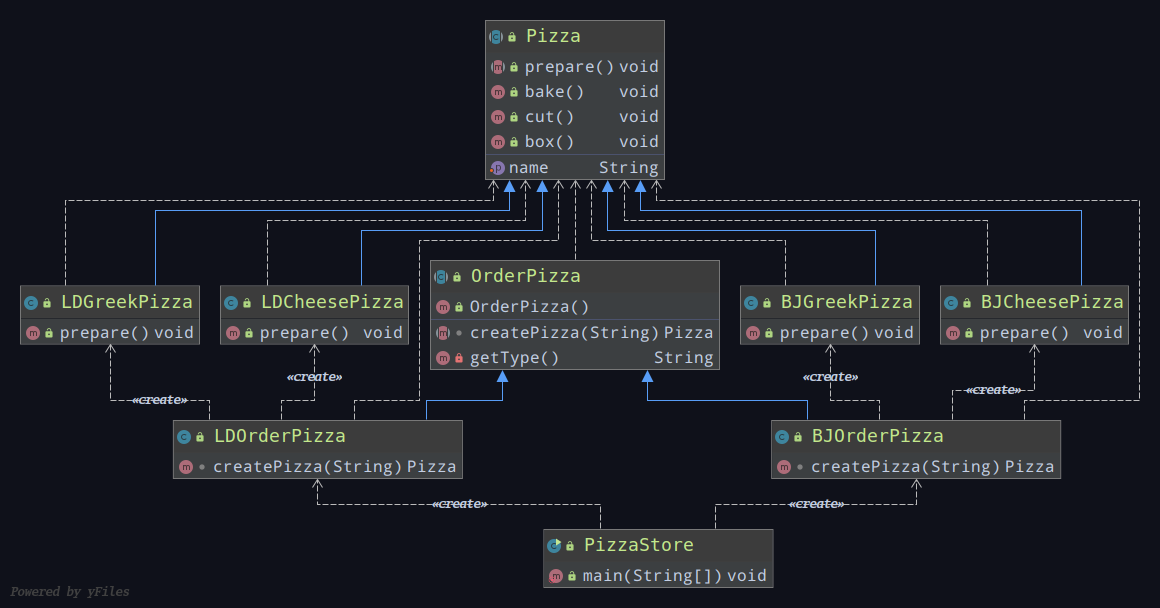 Pizza
prepare() void
bake() void
cut() void
box() void
name String
LDGreekPizza
prepare() void
LDCheesePizza
prepare() void
OrderPizza
OrderPizza()
createPizza(String) Pizza
getType() String
BJGreekPizza
prepare() void
BJCheesePizza
prepare() void
«create»
«create»
«create»
«create»
LDOrderPizza
createPizza(String) Pizza
BJOrderPizza
createPizza(String) Pizza
«create»
«create»
PizzaStore
main(String[]) void
Powered by yFiles